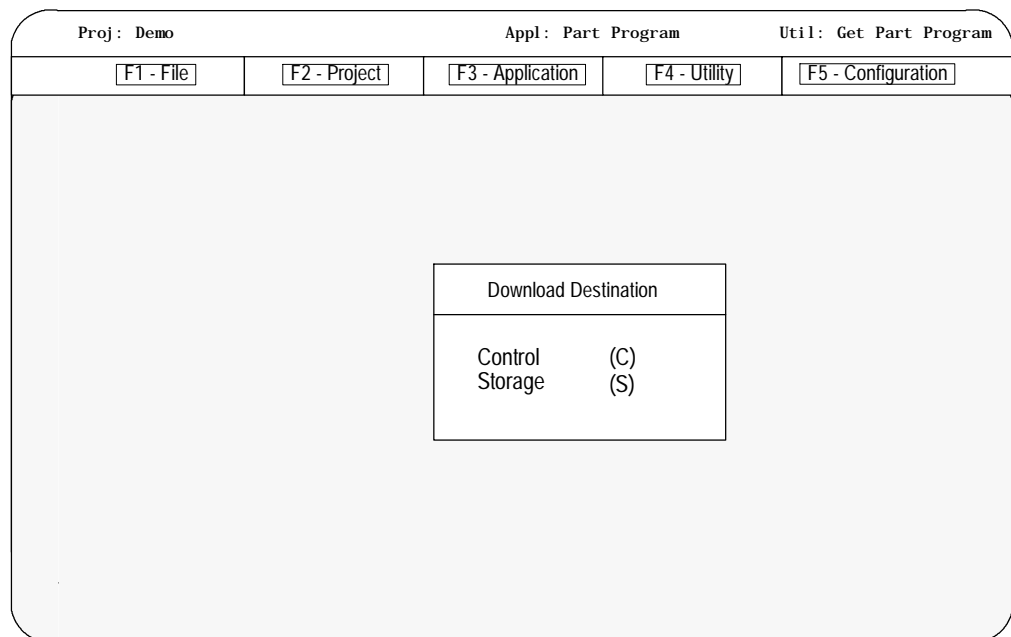 Proj: Demo Appl: Part Program Util: Get Part Program
F1 - File F2 - Project F3 - Application F4 - Utility F5 - Configuration
Download Destination
Control (C)
Storage (S)